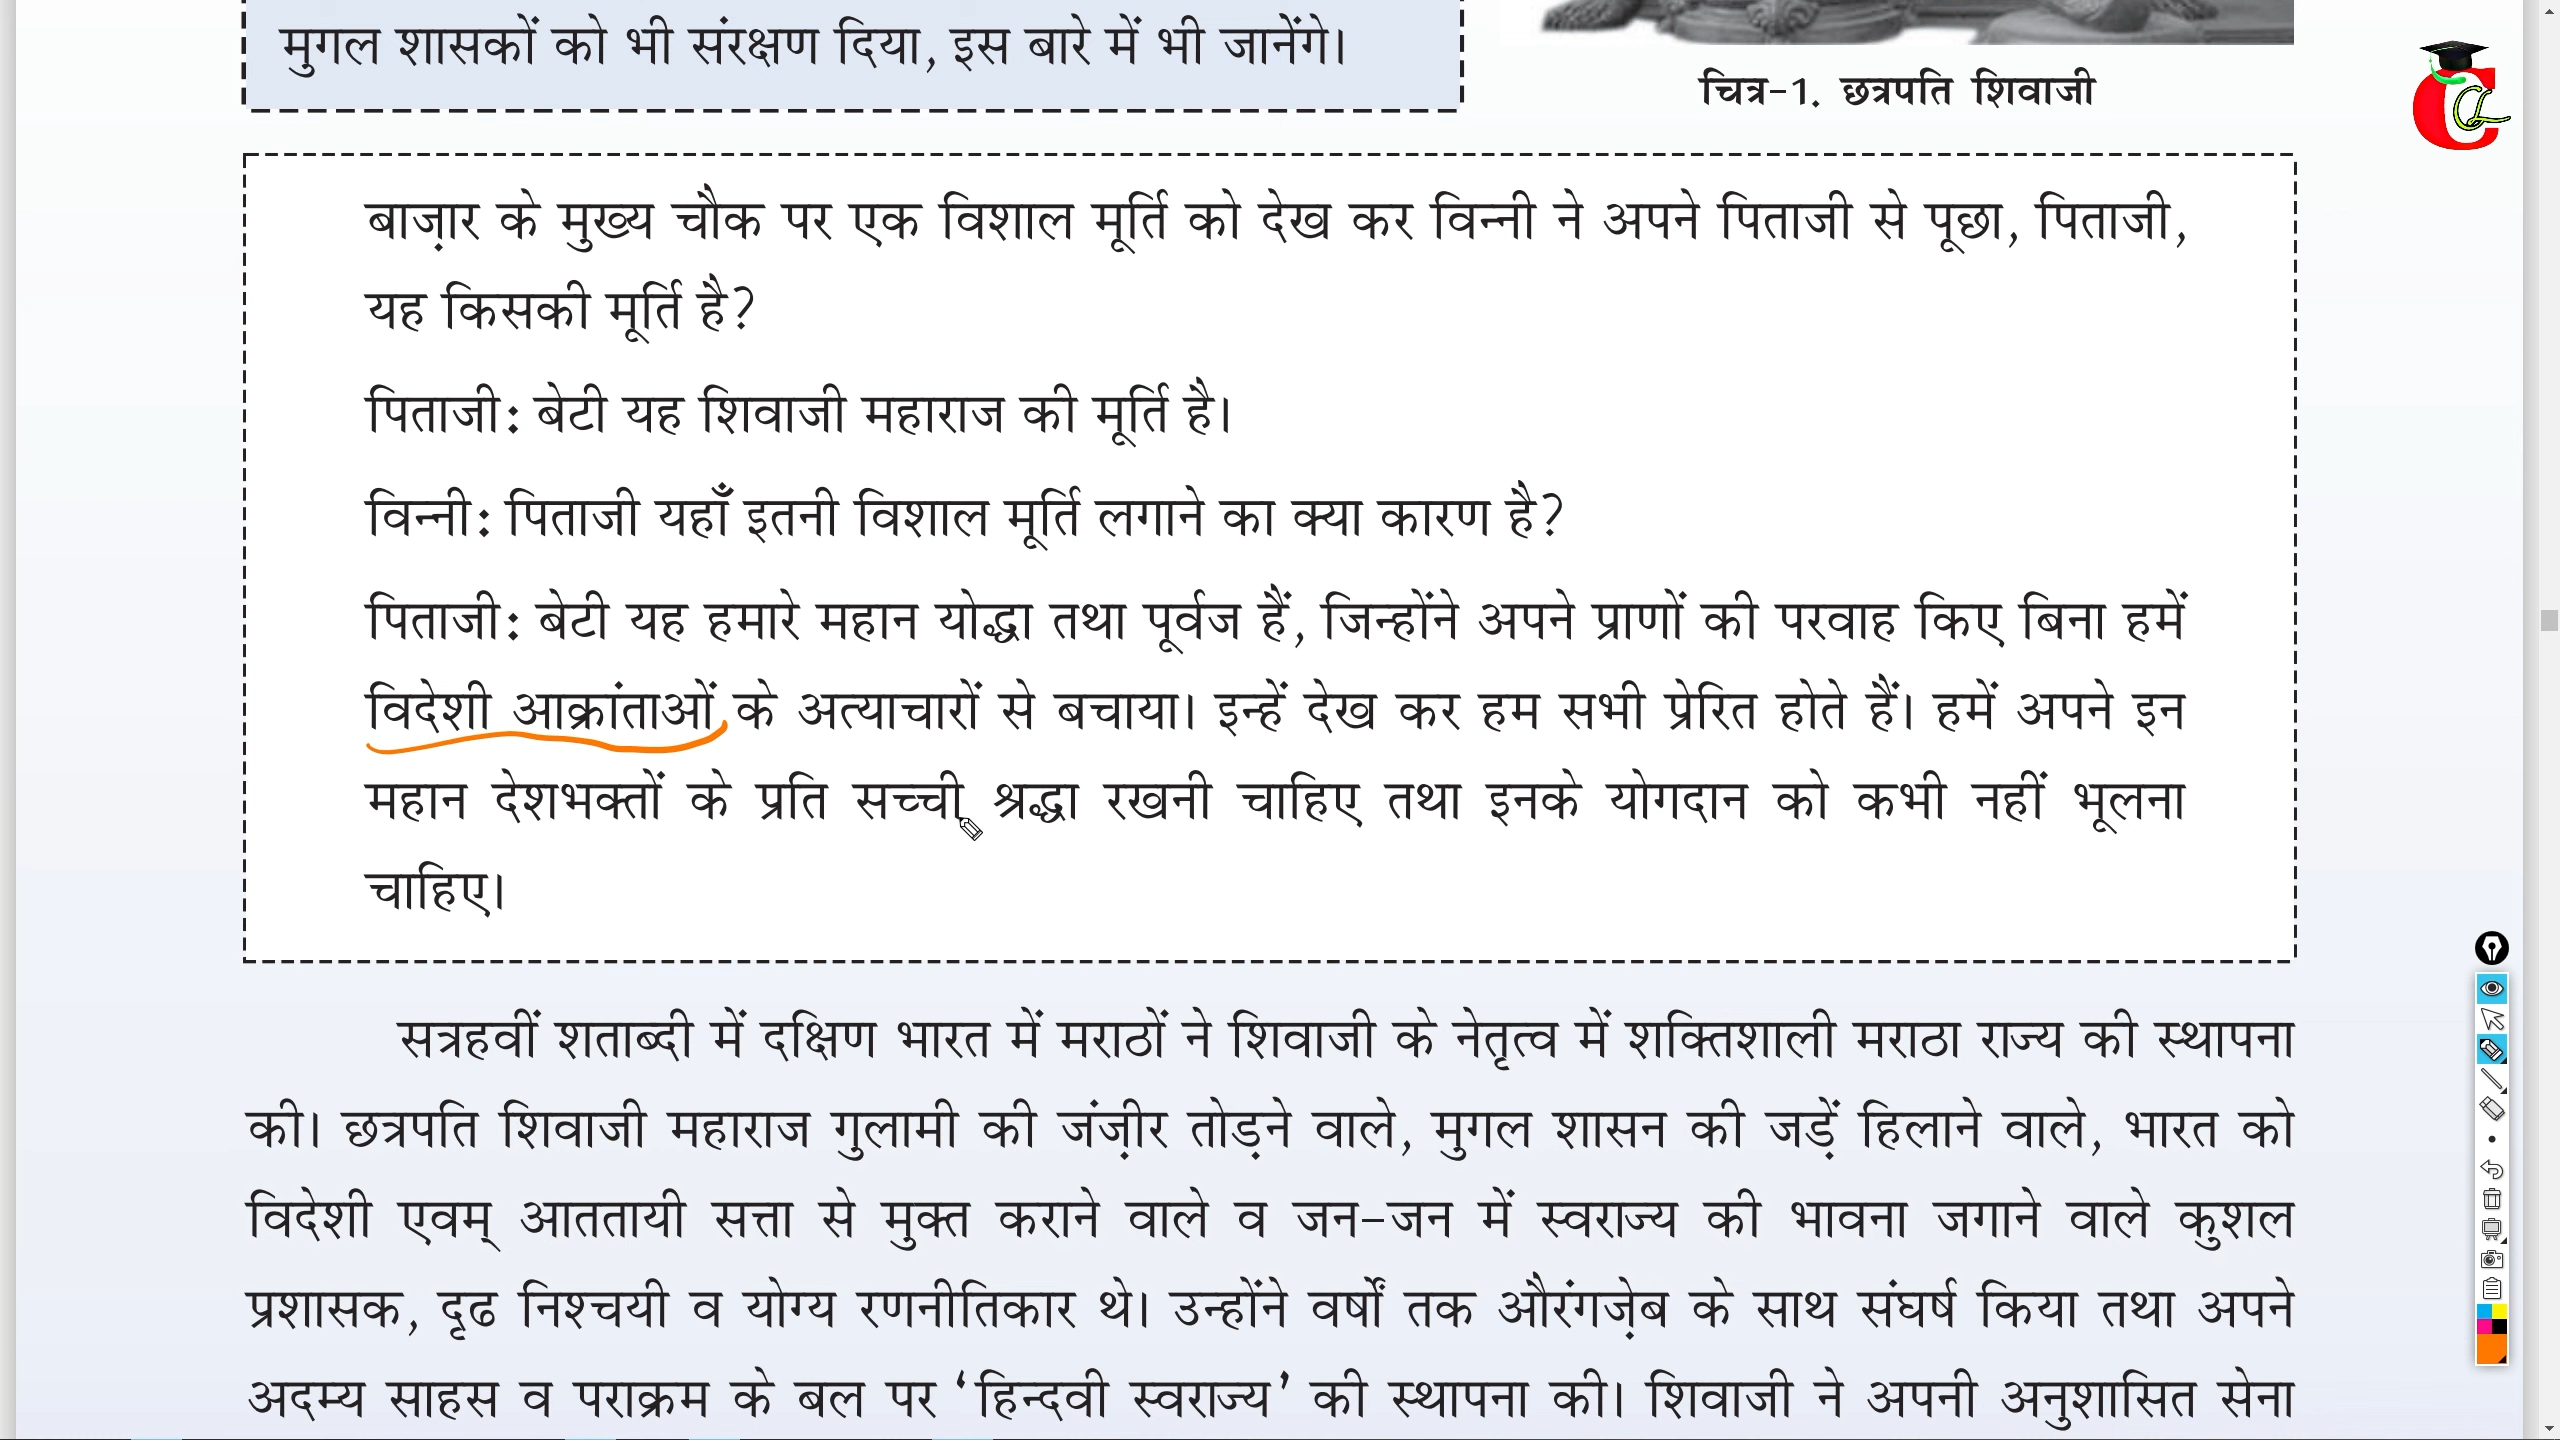 मुगल शासकों को भी संरक्षण दिया, इस बारे में भी जानेंगे।
चित्र-1. छत्रपति शिवाजी
बाज़ार के मुख्य चौक पर एक विशाल मूर्ति को देख कर विन्नी ने अपने पिताजी से पूछा, पिताजी,
यह किसकी मूर्ति है?
पिताजी: बेटी यह शिवाजी महाराज की मूर्ति है।
विन्नी: पिताजी यहाँ इतनी विशाल मूर्ति लगाने का क्या कारण है?
पिताजी: बेटी यह हमारे महान योद्धा तथा पूर्वज हैं, जिन्होंने अपने प्राणों की परवाह किए बिना हमें
विदेशी आक्रांताओं के अत्याचारों से बचाया। इन्हें देख कर हम सभी प्रेरित होते हैं। हमें अपने इन
महान देशभक्तों के प्रति सच्ची श्रद्धा रखनी चाहिए तथा इनके योगदान को कभी नहीं भूलना
चाहिए।
सत्रहवीं शताब्दी में दक्षिण भारत में मराठों ने शिवाजी के नेतृत्व में शक्तिशाली मराठा राज्य की स्थापना
की। छत्रपति शिवाजी महाराज गुलामी की जंज़ीर तोड़ने वाले, मुगल शासन की जड़ें हिलाने वाले, भारत को
विदेशी एवम् आततायी सत्ता से मुक्त कराने वाले व जन-जन में स्वराज्य की भावना जगाने वाले कुशल
प्रशासक, दृढ निश्चयी व योग्य रणनीतिकार थे। उन्होंने वर्षों तक औरंगज़ेब के साथ संघर्ष किया तथा अपने
अदम्य साहस व पराक्रम के बल पर ‘हिन्दवी स्वराज्य’ की स्थापना की। शिवाजी ने अपनी अनुशासित सेना